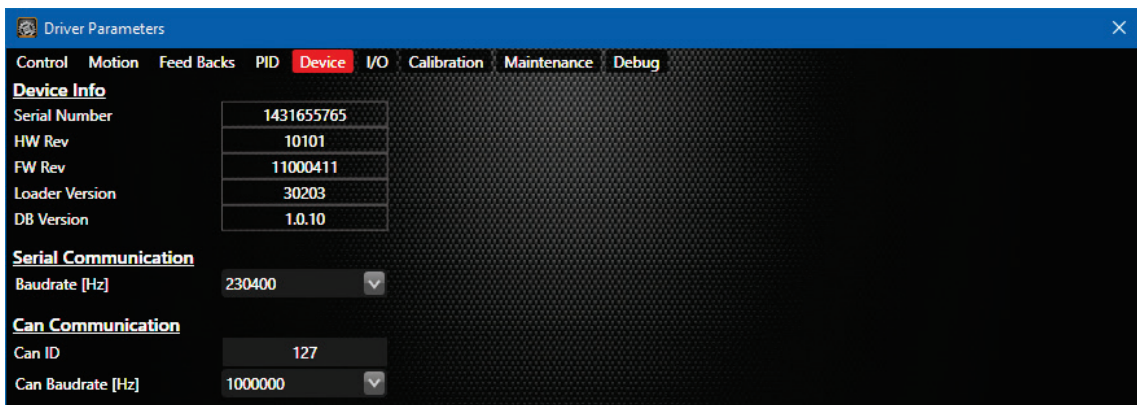 Driver Parameters
Control Motion Feed Backs PID Device I/O Calibration Maintenance Debug
Device Info
Serial Number 1431655765
HW Rev 10101
FW Rev 11000411
Loader Version 30203
DB Version 1.0.10
Serial Communication
Baudrate [Hz] 230400
Can Communication
Can ID 127
Can Baudrate [Hz] 1000000